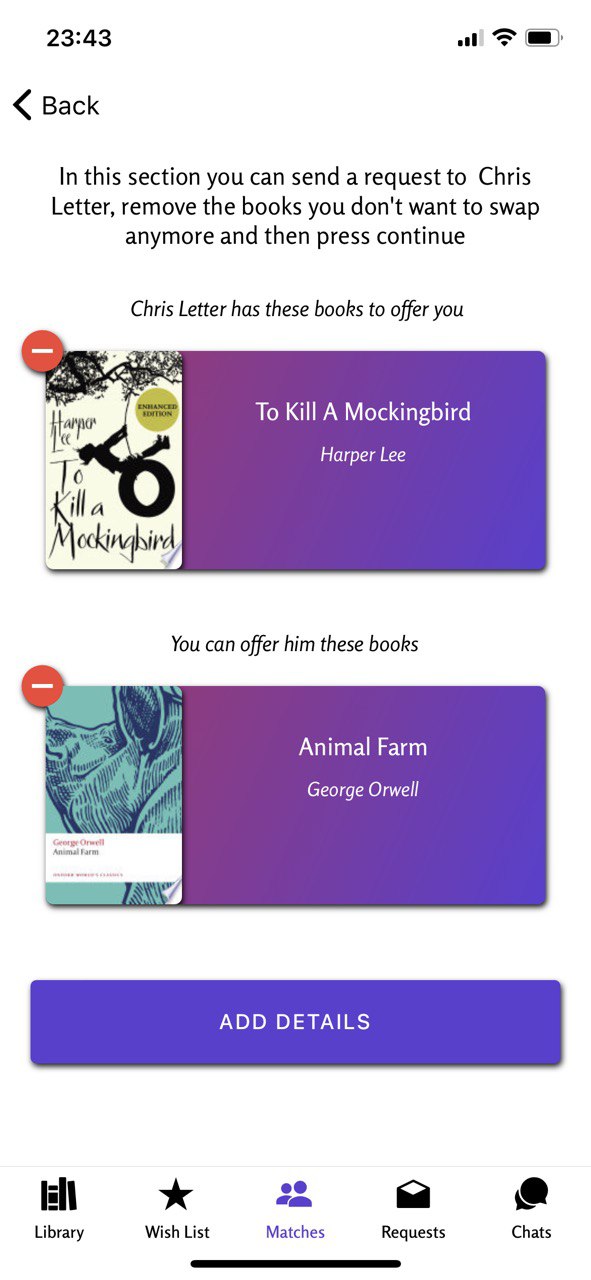 23:43
Back
In this section you can send a request to  Chris
Letter, remove the books you don't want to swap
anymore and then press continue
Chris Letter has these books to offer you
ENHANCED
EDITION
Harper
Lee
To
Kill a
Mockingbird
To Kill A Mockingbird
Harper Lee
You can offer him these books
George Orwell
Animal Farm
OXFORD WORLD'S CLASSICS
Animal Farm
George Orwell
ADD DETAILS
Library
Wish List
Matches
Requests
Chats